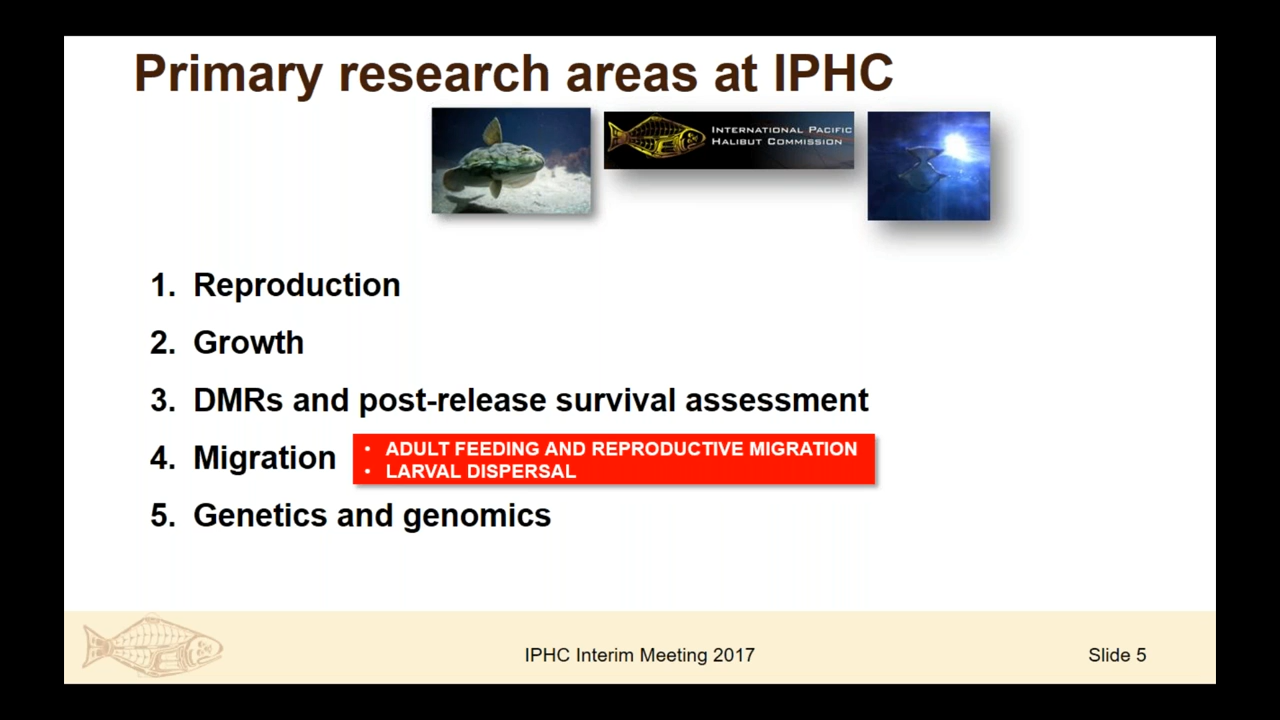 Primary research areas at IPHC
INTERNATIONAL PACIFIC
HALIBUT COMMISSION
1. Reproduction
2. Growth
3. DMRs and post-release survival assessment
4. Migration
• ADULT FEEDING AND REPRODUCTIVE MIGRATION
• LARVAL DISPERSAL
5. Genetics and genomics
IPHC Interim Meeting 2017
Slide 5